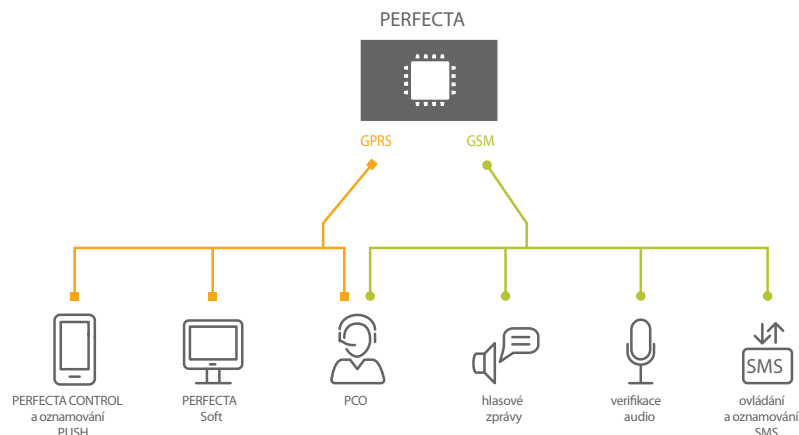 PERFECTA
GPRS
GSM
PERFECTA CONTROL
a oznamování
PUSH
PERFECTA
Soft
PCO
hlasové
zprávy
verifikace
audio
SMS
ovládání
a oznamování
SMS